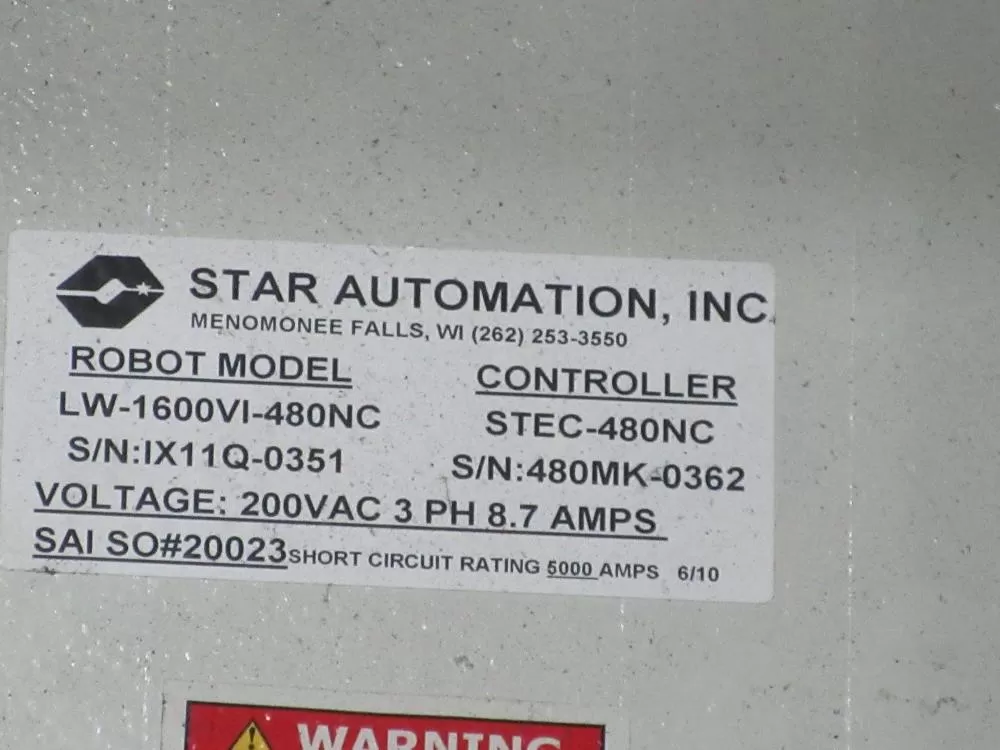 STAR AUTOMATION, INC.
MENOMONEE FALLS, WI (262) 253-3550
ROBOT MODEL CONTROLLER
LW-1600VI-480NC STEC-480NC
S/N:IX11Q-0351 S/N:480MK-0362
VOLTAGE: 200VAC 3 PH 8.7 AMPS
SAI SO#20023 SHORT CIRCUIT RATING 5000 AMPS 6/10
WARNING